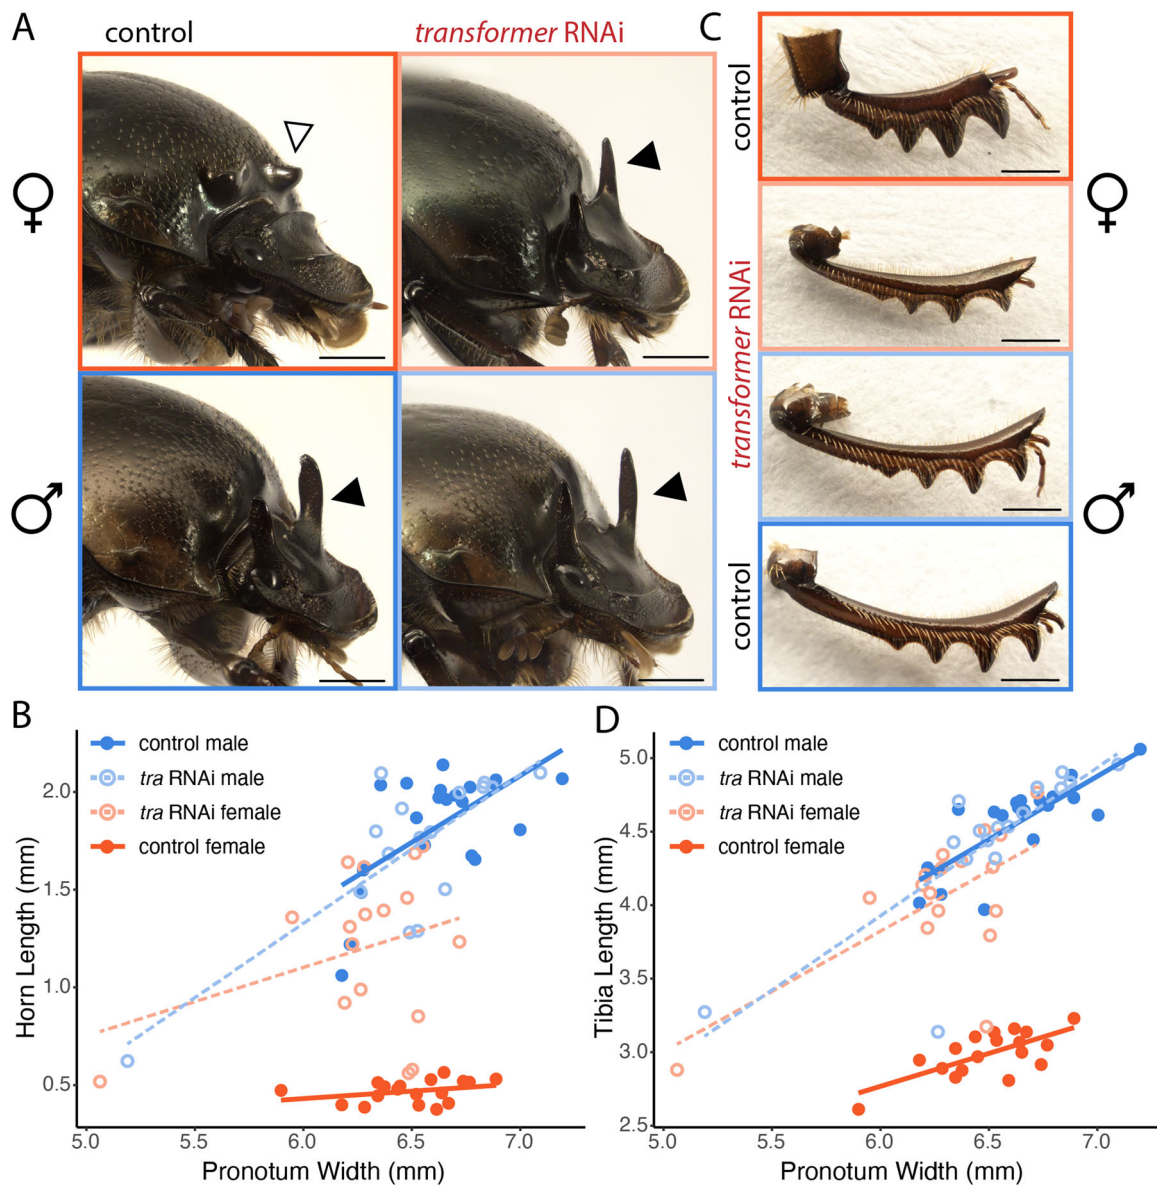 A control transformer RNAi C
control
transformer RNAi
control
♀
♂
♀
♂
B
control male
tra RNAi male
tra RNAi female
control female
2.0
1.5
1.0
0.5
5.0 5.5 6.0 6.5 7.0
Horn Length (mm)
Pronotum Width (mm)
D
control male
tra RNAi male
tra RNAi female
control female
5.0
4.5
4.0
3.5
3.0
2.5
5.0 5.5 6.0 6.5 7.0
Tibia Length (mm)
Pronotum Width (mm)